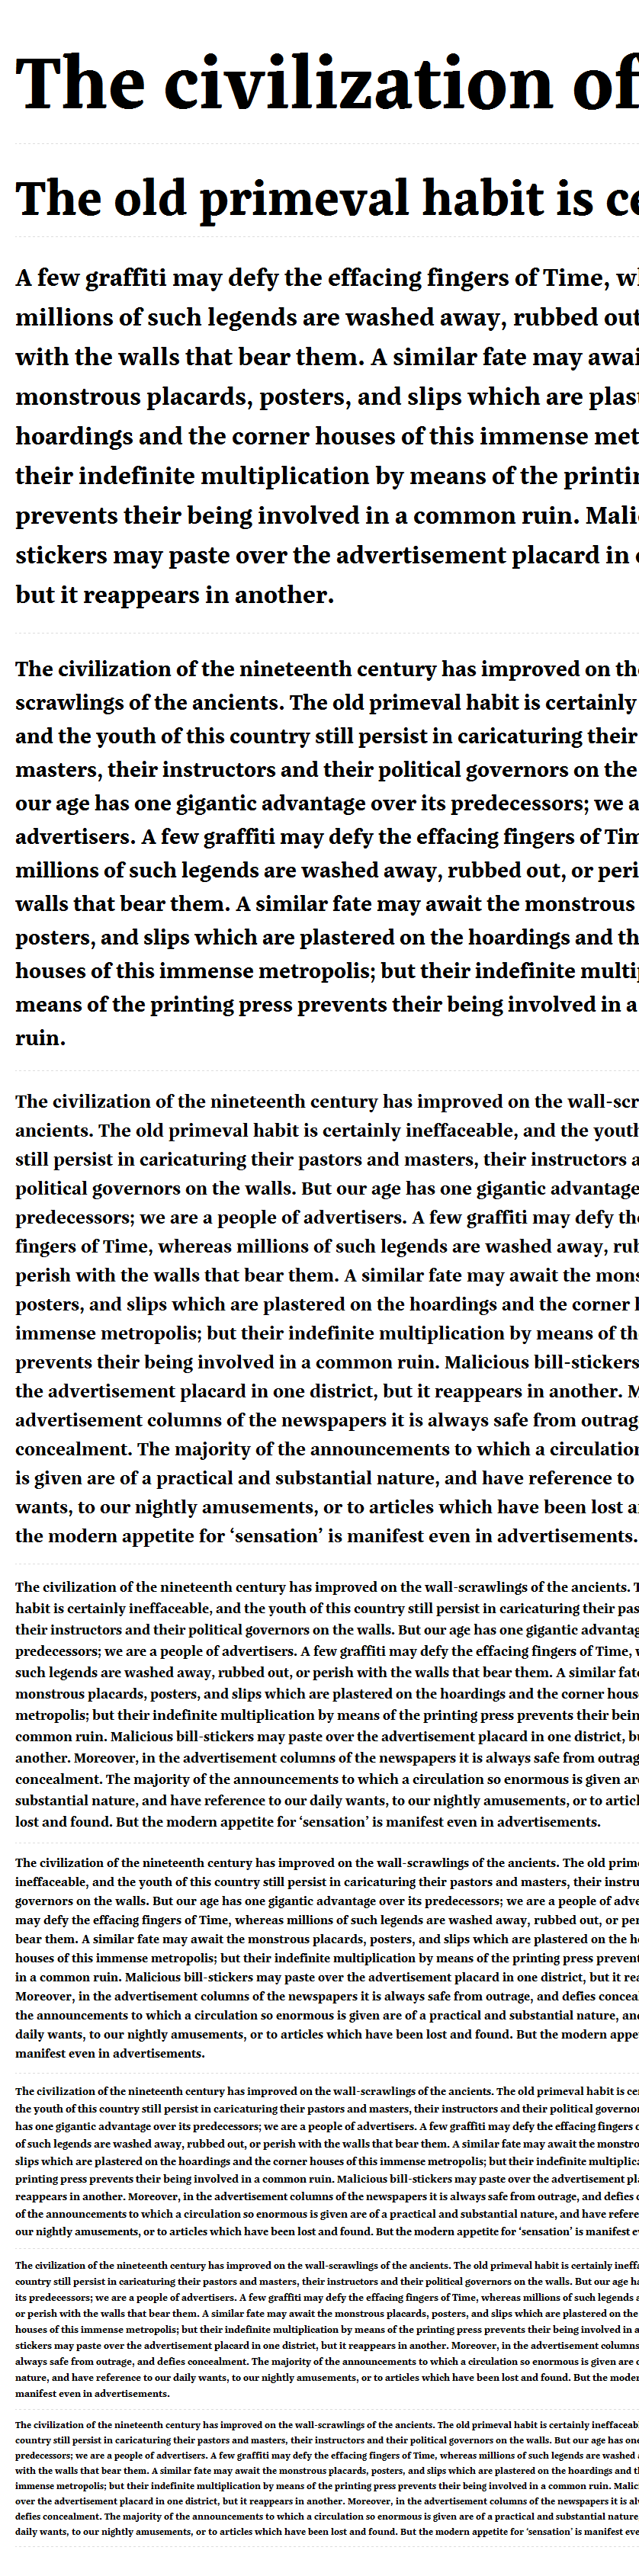 The civilization of
The old primeval habit is ce
A few graffiti may defy the effacing fingers of Time, wh
millions of such legends are washed away, rubbed out
with the walls that bear them. A similar fate may awai
monstrous placards, posters, and slips which are plast
hoardings and the corner houses of this immense met
their indefinite multiplication by means of the printin
prevents their being involved in a common ruin. Malic
stickers may paste over the advertisement placard in o
but it reappears in another.
The civilization of the nineteenth century has improved on the
scrawlings of the ancients. The old primeval habit is certainly
and the youth of this country still persist in caricaturing their
masters, their instructors and their political governors on the
our age has one gigantic advantage over its predecessors; we a
advertisers. A few graffiti may defy the effacing fingers of Tim
millions of such legends are washed away, rubbed out, or peri
walls that bear them. A similar fate may await the monstrous
posters, and slips which are plastered on the hoardings and th
houses of this immense metropolis; but their indefinite multip
means of the printing press prevents their being involved in a
ruin.
The civilization of the nineteenth century has improved on the wall-scr
ancients. The old primeval habit is certainly ineffaceable, and the youth
still persist in caricaturing their pastors and masters, their instructors a
political governors on the walls. But our age has one gigantic advantage
predecessors; we are a people of advertisers. A few graffiti may defy the
fingers of Time, whereas millions of such legends are washed away, rub
perish with the walls that bear them. A similar fate may await the mons
posters, and slips which are plastered on the hoardings and the corner h
immense metropolis; but their indefinite multiplication by means of th
prevents their being involved in a common ruin. Malicious bill-stickers
the advertisement placard in one district, but it reappears in another. M
advertisement columns of the newspapers it is always safe from outrag
concealment. The majority of the announcements to which a circulation
is given are of a practical and substantial nature, and have reference to
wants, to our nightly amusements, or to articles which have been lost a
the modern appetite for ‘sensation’ is manifest even in advertisements.
The civilization of the nineteenth century has improved on the wall-scrawlings of the ancients. T
habit is certainly ineffaceable, and the youth of this country still persist in caricaturing their pas
their instructors and their political governors on the walls. But our age has one gigantic advantag
predecessors; we are a people of advertisers. A few graffiti may defy the effacing fingers of Time, w
such legends are washed away, rubbed out, or perish with the walls that bear them. A similar fate
monstrous placards, posters, and slips which are plastered on the hoardings and the corner hous
metropolis; but their indefinite multiplication by means of the printing press prevents their bein
common ruin. Malicious bill-stickers may paste over the advertisement placard in one district, bu
another. Moreover, in the advertisement columns of the newspapers it is always safe from outrag
concealment. The majority of the announcements to which a circulation so enormous is given are
substantial nature, and have reference to our daily wants, to our nightly amusements, or to articl
lost and found. But the modern appetite for ‘sensation’ is manifest even in advertisements.
The civilization of the nineteenth century has improved on the wall-scrawlings of the ancients. The old prime
ineffaceable, and the youth of this country still persist in caricaturing their pastors and masters, their instru
governors on the walls. But our age has one gigantic advantage over its predecessors; we are a people of adve
may defy the effacing fingers of Time, whereas millions of such legends are washed away, rubbed out, or per
bear them. A similar fate may await the monstrous placards, posters, and slips which are plastered on the ho
houses of this immense metropolis; but their indefinite multiplication by means of the printing press prevent
in a common ruin. Malicious bill-stickers may paste over the advertisement placard in one district, but it rea
Moreover, in the advertisement columns of the newspapers it is always safe from outrage, and defies conceal
the announcements to which a circulation so enormous is given are of a practical and substantial nature, an
daily wants, to our nightly amusements, or to articles which have been lost and found. But the modern appe
manifest even in advertisements.
The civilization of the nineteenth century has improved on the wall-scrawlings of the ancients. The old primeval habit is cer
the youth of this country still persist in caricaturing their pastors and masters, their instructors and their political governor
has one gigantic advantage over its predecessors; we are a people of advertisers. A few graffiti may defy the effacing fingers o
of such legends are washed away, rubbed out, or perish with the walls that bear them. A similar fate may await the monstro
slips which are plastered on the hoardings and the corner houses of this immense metropolis; but their indefinite multiplica
printing press prevents their being involved in a common ruin. Malicious bill-stickers may paste over the advertisement pla
reappears in another. Moreover, in the advertisement columns of the newspapers it is always safe from outrage, and defies c
of the announcements to which a circulation so enormous is given are of a practical and substantial nature, and have refere
our nightly amusements, or to articles which have been lost and found. But the modern appetite for ‘sensation’ is manifest ev
The civilization of the nineteenth century has improved on the wall-scrawlings of the ancients. The old primeval habit is certainly ineffa
country still persist in caricaturing their pastors and masters, their instructors and their political governors on the walls. But our age ha
its predecessors; we are a people of advertisers. A few graffiti may defy the effacing fingers of Time, whereas millions of such legends a
or perish with the walls that bear them. A similar fate may await the monstrous placards, posters, and slips which are plastered on the
houses of this immense metropolis; but their indefinite multiplication by means of the printing press prevents their being involved in a
stickers may paste over the advertisement placard in one district, but it reappears in another. Moreover, in the advertisement columns
always safe from outrage, and defies concealment. The majority of the announcements to which a circulation so enormous is given are o
nature, and have reference to our daily wants, to our nightly amusements, or to articles which have been lost and found. But the moder
manifest even in advertisements.
The civilization of the nineteenth century has improved on the wall-scrawlings of the ancients. The old primeval habit is certainly ineffaceabl
country still persist in caricaturing their pastors and masters, their instructors and their political governors on the walls. But our age has one
predecessors; we are a people of advertisers. A few graffiti may defy the effacing fingers of Time, whereas millions of such legends are washed a
with the walls that bear them. A similar fate may await the monstrous placards, posters, and slips which are plastered on the hoardings and th
immense metropolis; but their indefinite multiplication by means of the printing press prevents their being involved in a common ruin. Malic
over the advertisement placard in one district, but it reappears in another. Moreover, in the advertisement columns of the newspapers it is alw
defies concealment. The majority of the announcements to which a circulation so enormous is given are of a practical and substantial nature
daily wants, to our nightly amusements, or to articles which have been lost and found. But the modern appetite for ‘sensation’ is manifest eve